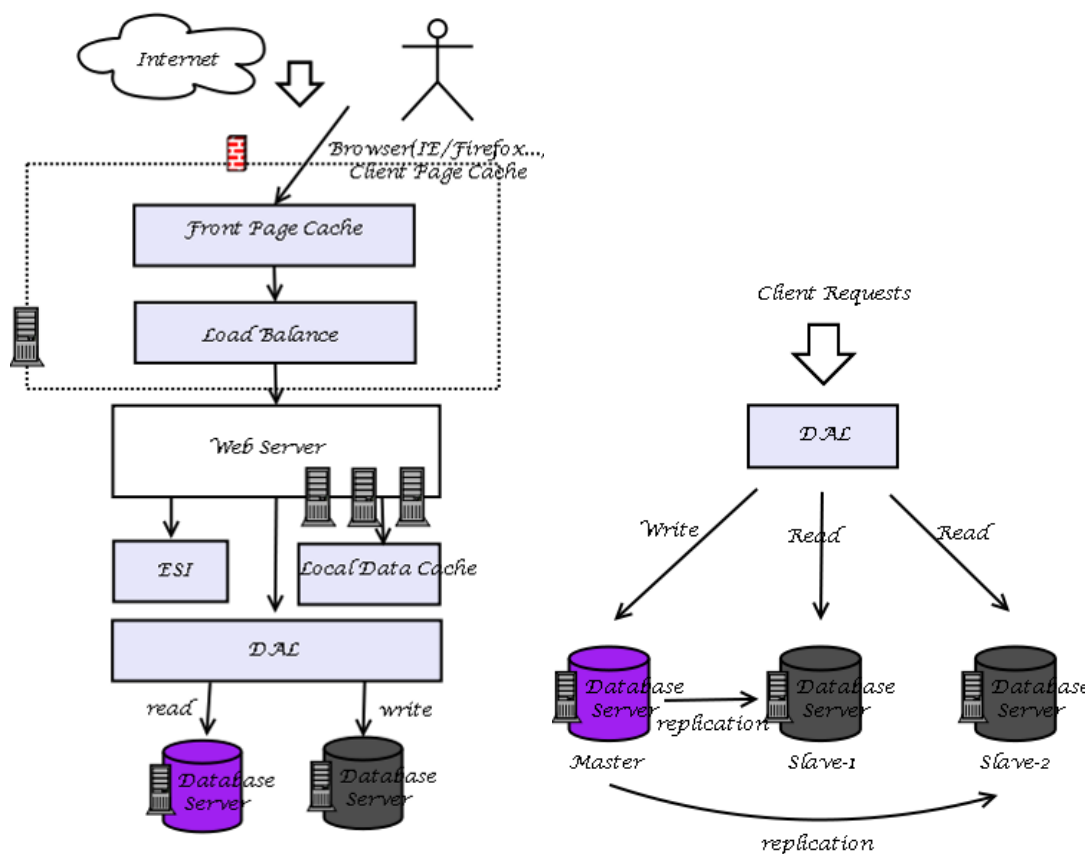 Internet
Browser(IE/Firefox...,
Client Page Cache
Front Page Cache
Load Balance
Web Server
ESI
Local Data Cache
DAL
read
write
Database
Server
Database
Server
Client Requests
DAL
Write
Read
Read
Database
Server
replication
Database
Server
Database
Server
Master
Slave-1
Slave-2
replication